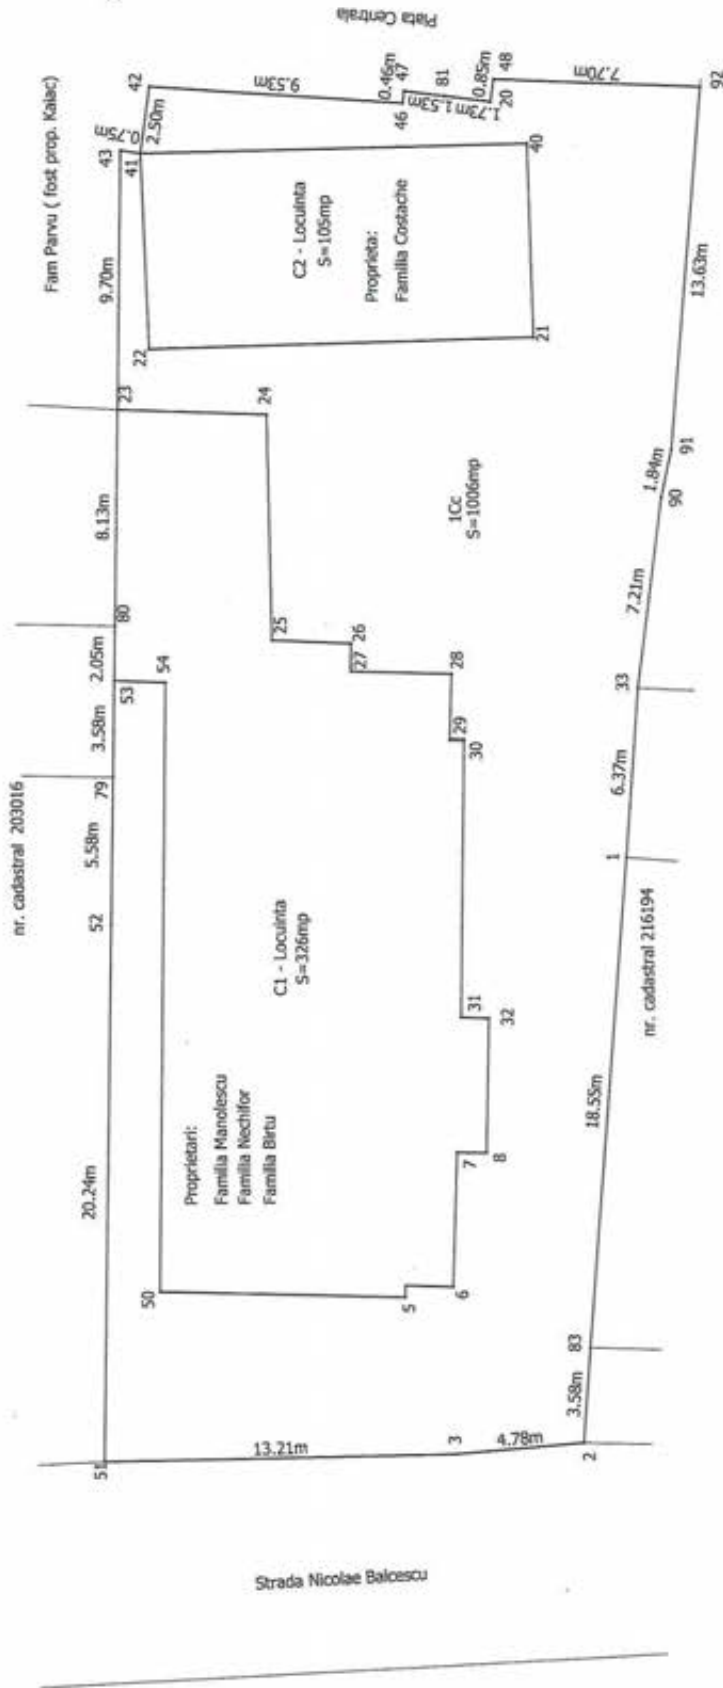 nr. cadastral 203016
Fam Parvu ( fost prop. Kaiac)
51
20.24m
52
5.58m
79
3.58m
53
2.05m
80
8.13m
23
9.70m
43
0.75m
41
2.50m
42
50
54
22
Proprietari:
Familia Manolescu
Familia Nechifor
Familia Birtu
C1 - Locuinta
S=326mp
24
25
26
27
28
29
30
31
32
7
8
5
6
C2 - Locuinta
S=105mp
Proprieta:
Familia Costache
21
40
9.53m
46
0.46m
47
1.53m
81
1.73m
0.85m
20
48
7.70m
92
Piata Centrala
1Cc
S=1006mp
13.21m
3
4.78m
2
3.58m
83
18.55m
1
6.37m
33
7.21m
90
1.84m
91
13.63m
nr. cadastral 216194
Strada Nicolae Balcescu